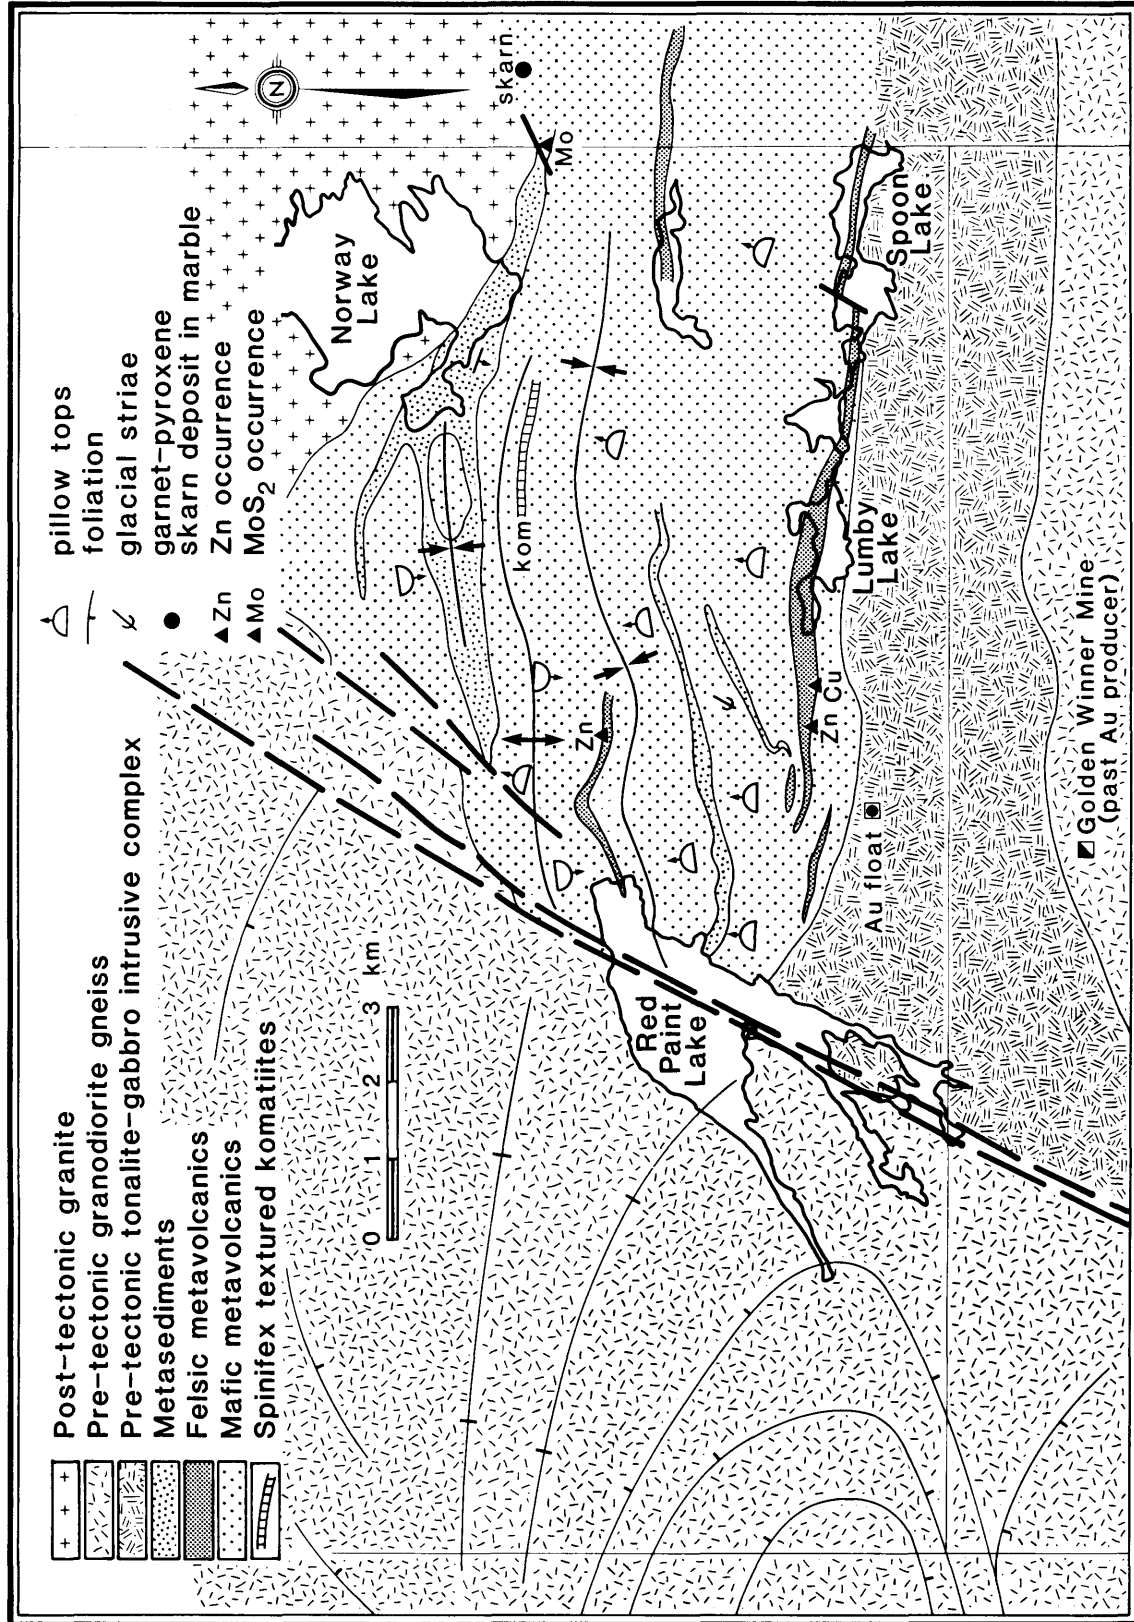 Post-tectonic granite
Pre-tectonic granodiorite gneiss
Pre-tectonic tonalite-gabbro intrusive complex
Metasediments
Felsic metavolcanics
Mafic metavolcanics
Spinifex textured komatiites
pillow tops
foliation
glacial striae
garnet-pyroxene
skarn deposit in marble
Zn Zn occurrence
Mo MoS₂ occurrence
N
0 1 2 3 km
Norway
Lake
skarn
Mo
kom
Zn
Red
Paint
Lake
Lumby
Lake
Spoon
Lake
Zn Cu
Au float
Golden Winner Mine
(past Au producer)